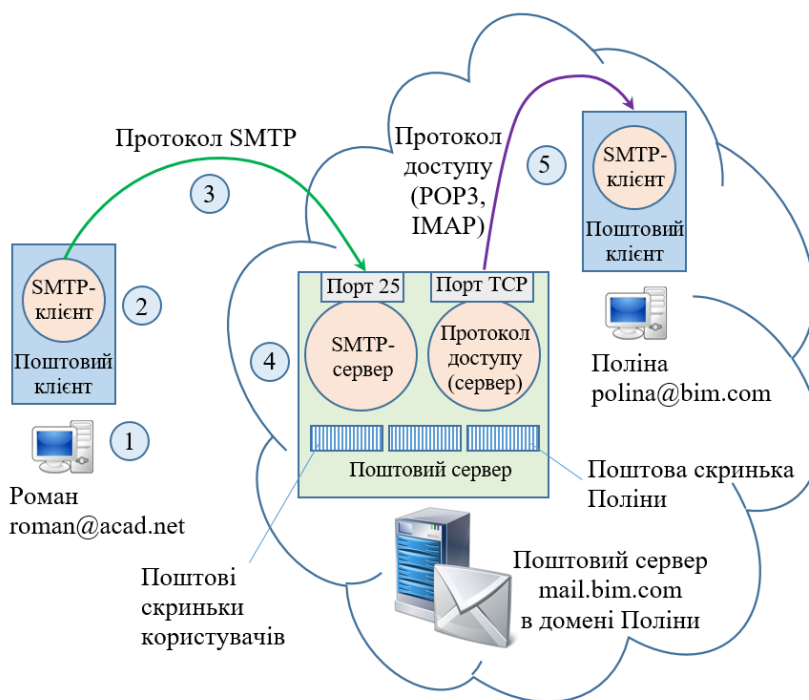 Протокол SMTP
3
SMTP-
клієнт
Поштовий
клієнт
2
1
Роман
roman@acad.net
Протокол
доступу
(POP3,
IMAP)
5
SMTP-
клієнт
Поштовий
клієнт
Поліна
polina@bim.com
4
Порт 25
Порт TCP
SMTP-
сервер
Протокол
доступу
(сервер)
Поштовий сервер
Поштова скринька
Поліни
Поштові
скриньки
користувачів
Поштовий сервер
mail.bim.com
в домені Поліни